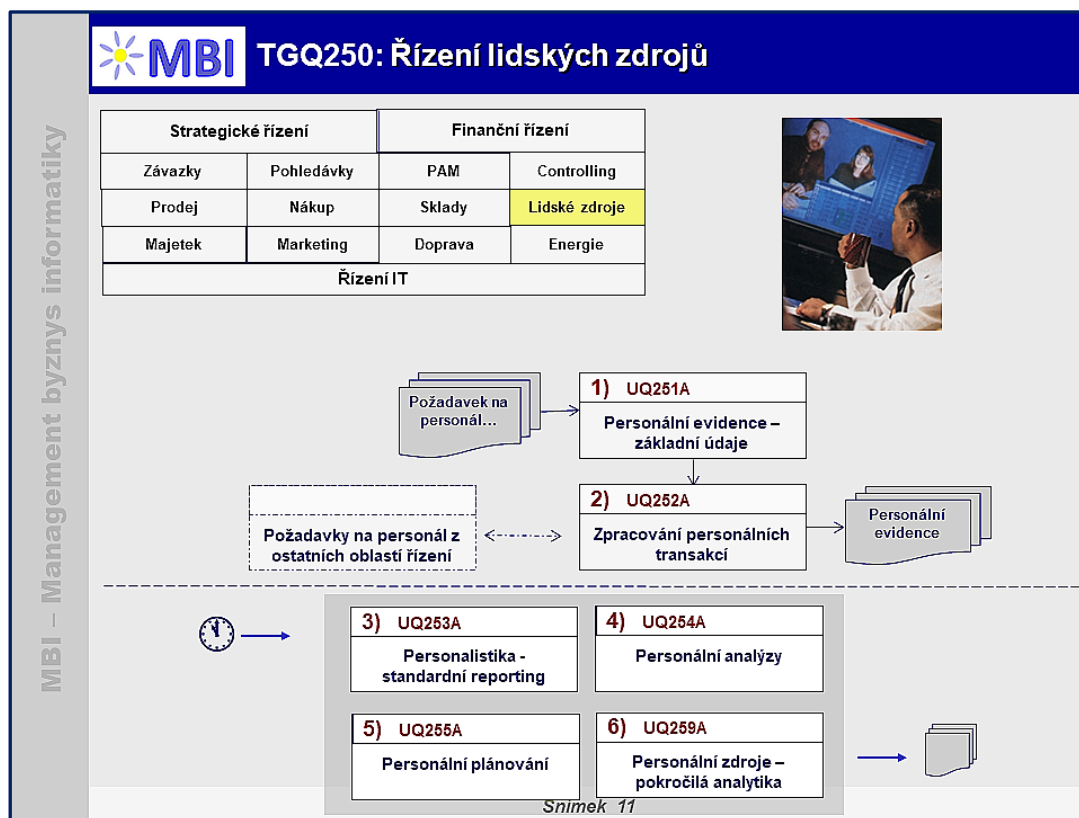 MBI – Management byznys informatiky
MBI
TGQ250: Řízení lidských zdrojů
Strategické řízení
Finanční řízení
Závazky
Pohledávky
PAM
Controlling
Prodej
Nákup
Sklady
Lidské zdroje
Majetek
Marketing
Doprava
Energie
Řízení IT
Požadavek na
personál...
1) UQ251A
Personální evidence –
základní údaje
2) UQ252A
Zpracování personálních
transakcí
Požadavky na personál z
ostatních oblastí řízení
Personální
evidence
3) UQ253A
Personalistika -
standardní reporting
4) UQ254A
Personální analýzy
5) UQ255A
Personální plánování
6) UQ259A
Personální zdroje –
pokročilá analytika
Snímek 11